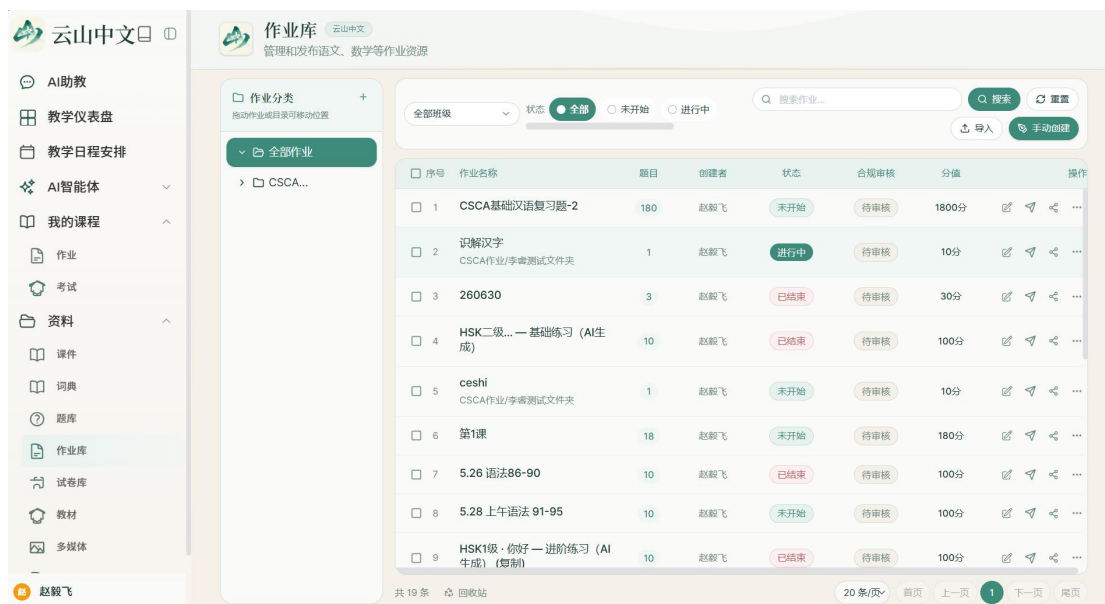 云山中文
AI助教
教学仪表盘
教学日程安排
AI智能体
我的课程
作业
考试
资料
课件
词典
题库
作业库
试卷库
教材
多媒体
赵毅飞
作业库 云山中文
管理和发布语文、数学等作业资源
作业分类 +
拖动作业或目录可移动位置
全部作业
CSCA...
全部班级 状态 全部 未开始 进行中 搜索作业... 搜索 重置
导入 手动创建
序号 作业名称 题目 创建者 状态 合规审核 分值 操作
1 CSCA基础汉语复习题-2 180 赵毅飞 未开始 待审核 1800分 ...
2 识解汉字 1 赵毅飞 进行中 待审核 10分 ...
CSCA作业/李睿测试文件夹
3 260630 3 赵毅飞 已结束 待审核 30分 ...
4 HSK二级... — 基础练习（AI生 10 赵毅飞 已结束 待审核 100分 ...
成)
5 ceshi 1 赵毅飞 未开始 待审核 10分 ...
CSCA作业/李睿测试文件夹
6 第1课 18 赵毅飞 未开始 待审核 180分 ...
7 5.26 语法86-90 10 赵毅飞 已结束 待审核 100分 ...
8 5.28 上午语法 91-95 10 赵毅飞 未开始 待审核 100分 ...
9 HSK1级 · 你好 — 进阶练习（AI 10 赵毅飞 已结束 待审核 100分 ...
生成）(复制)
共 19 条 回收站 20 条/页 首页 上一页 1 下一页 尾页